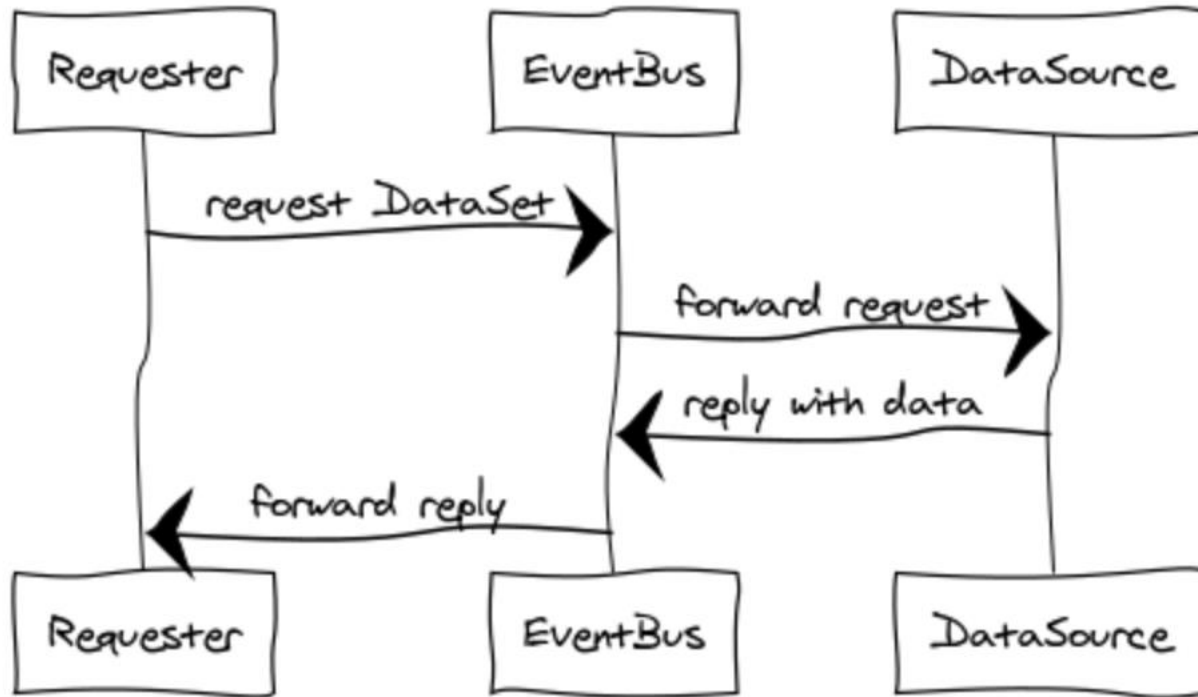 Requester
EventBus
DataSource
request DataSet
forward request
reply with data
forward reply
Requester
EventBus
DataSource